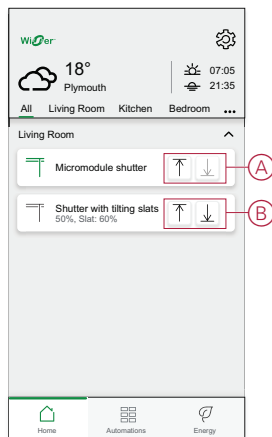 Wiser
18°
Plymouth
07:05
21:35
All Living Room Kitchen Bedroom ...
Living Room
Micromodule shutter
A
Shutter with tilting slats
50%, Slat: 60%
B
Home Automations Energy